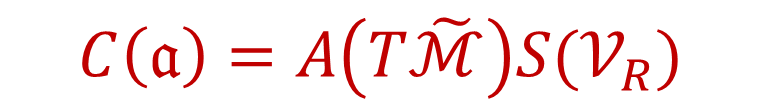 𝐶(𝔞) = 𝐴(𝑇ℳ̃)𝑆(𝒱_𝑅)